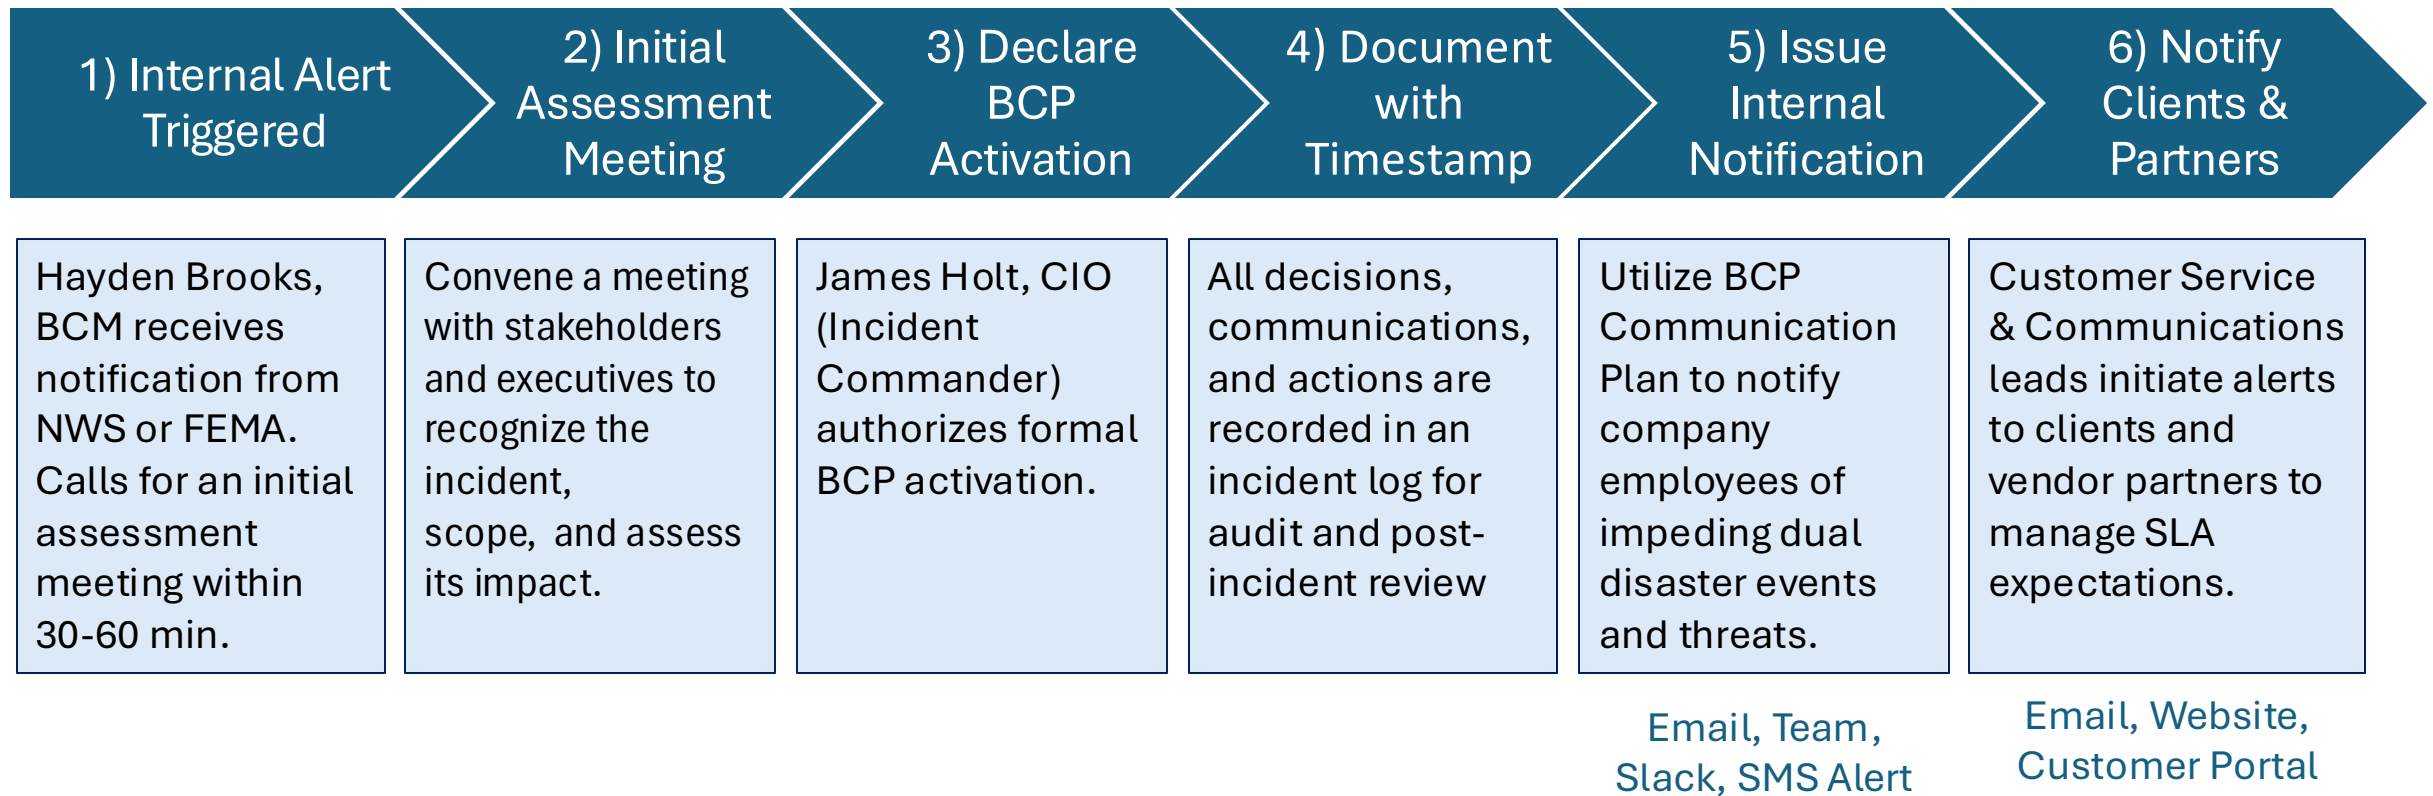 1) Internal Alert
Triggered
2) Initial
Assessment
Meeting
3) Declare
BCP
Activation
4) Document
with
Timestamp
5) Issue
Internal
Notification
6) Notify
Clients &
Partners
Hayden Brooks,
BCM receives
notification from
NWS or FEMA.
Calls for an initial
assessment
meeting within
30-60 min.
Convene a meeting
with stakeholders
and executives to
recognize the
incident,
scope,  and assess
its impact.
James Holt, CIO
(Incident
Commander)
authorizes formal
BCP activation.
All decisions,
communications,
and actions are
recorded in an
incident log for
audit and post-
incident review
Utilize BCP
Communication
Plan to notify
company
employees of
impeding dual
disaster events
and threats.
Customer Service
& Communications
leads initiate alerts
to clients and
vendor partners to
manage SLA
expectations.
Email, Team,
Slack, SMS Alert
Email, Website,
Customer Portal